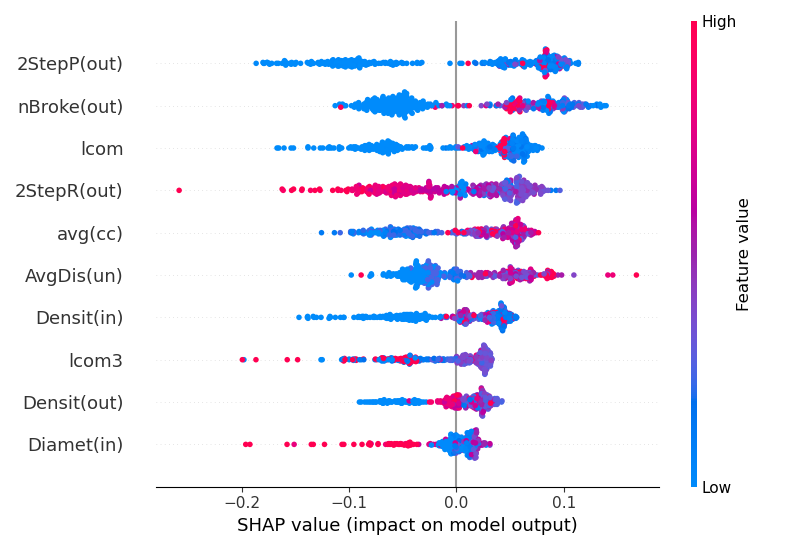 High
2StepP(out)
nBroke(out)
lcom
2StepR(out)
avg(cc)
AvgDis(un)
Densit(in)
lcom3
Densit(out)
Diamet(in)
Feature value
Low
−0.2 −0.1 0.0 0.1
SHAP value (impact on model output)